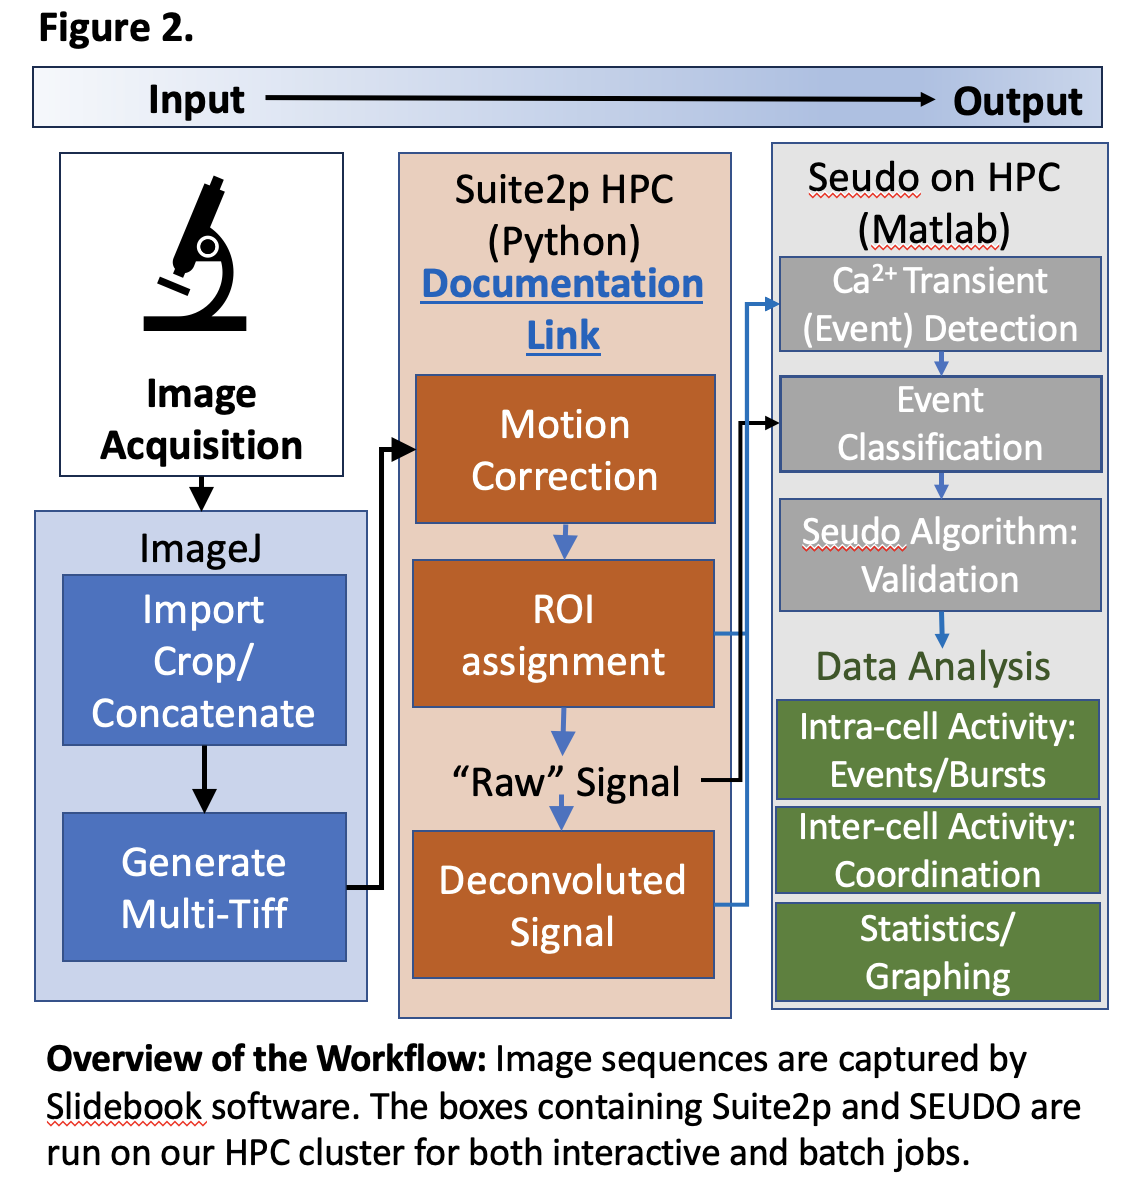 Figure 2.
Input
Output
Image
Acquisition
ImageJ
Import
Crop/
Concatenate
Generate
Multi-Tiff
Suite2p HPC
(Python)
Documentation
Link
Motion
Correction
ROI
assignment
“Raw” Signal
Deconvoluted
Signal
Seudo on HPC
(Matlab)
Ca²⁺ Transient
(Event) Detection
Event
Classification
Seudo Algorithm:
Validation
Data Analysis
Intra-cell Activity:
Events/Bursts
Inter-cell Activity:
Coordination
Statistics/
Graphing
Overview of the Workflow: Image sequences are captured by
Slidebook software. The boxes containing Suite2p and SEUDO are
run on our HPC cluster for both interactive and batch jobs.